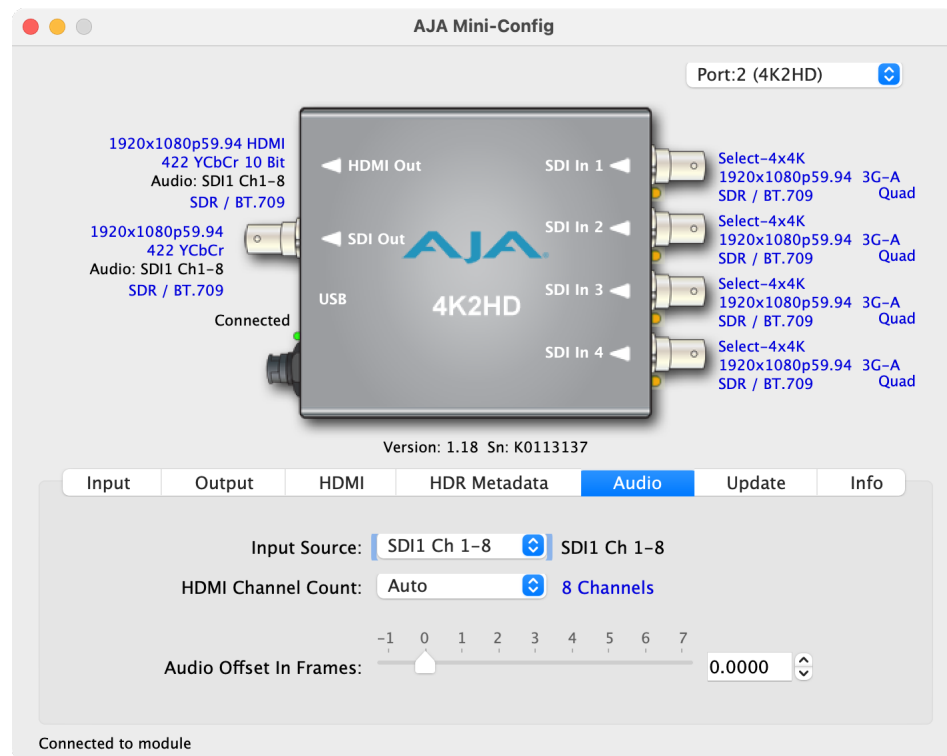 AJA Mini-Config
Port:2 (4K2HD)
1920x1080p59.94 HDMI
422 YCbCr 10 Bit
Audio: SDI1 Ch1-8
SDR / BT.709
1920x1080p59.94
422 YCbCr
Audio: SDI1 Ch1-8
SDR / BT.709
Connected
HDMI Out
SDI Out
USB
AJA
4K2HD
SDI In 1
SDI In 2
SDI In 3
SDI In 4
Select-4x4K
1920x1080p59.94 3G-A
SDR / BT.709 Quad
Select-4x4K
1920x1080p59.94 3G-A
SDR / BT.709 Quad
Select-4x4K
1920x1080p59.94 3G-A
SDR / BT.709 Quad
Select-4x4K
1920x1080p59.94 3G-A
SDR / BT.709 Quad
Version: 1.18 Sn: K0113137
Input Output HDMI HDR Metadata Audio Update Info
Input Source: SDI1 Ch 1-8 SDI1 Ch 1-8
HDMI Channel Count: Auto 8 Channels
-1 0 1 2 3 4 5 6 7
Audio Offset In Frames: 0.0000
Connected to module